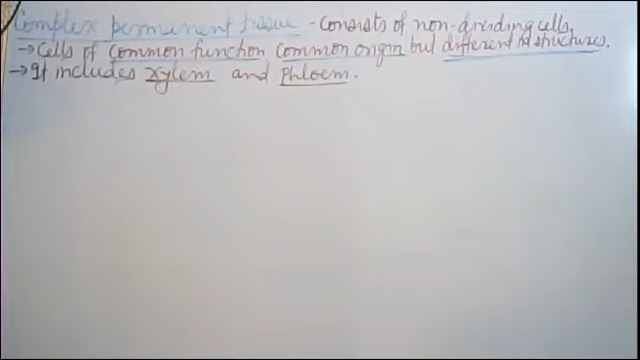 Complex permanent tissue - consists of non-dividing cells,
→ Cells of common function, common origin but different structures.
→ It includes xylem and phloem.